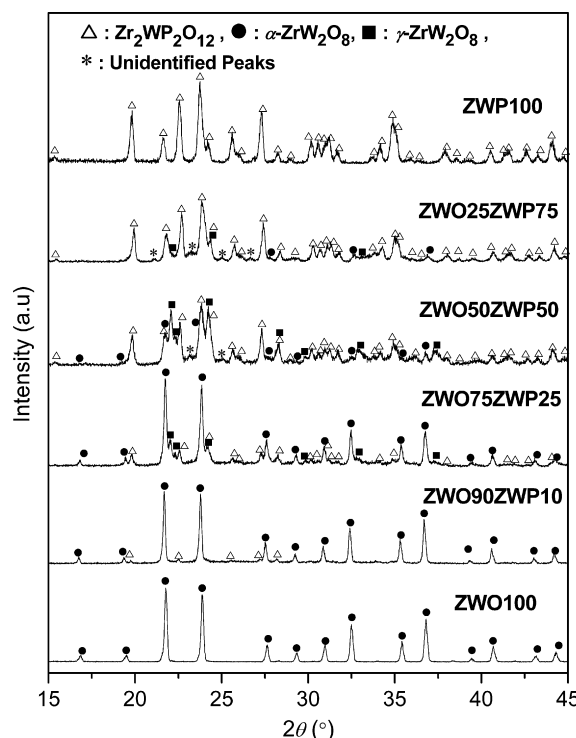 △ : Zr₂WP₂O₁₂ , ● : α-ZrW₂O₈, ■ : γ-ZrW₂O₈ ,
* : Unidentified Peaks
ZWP100
ZWO25ZWP75
ZWO50ZWP50
ZWO75ZWP25
ZWO90ZWP10
ZWO100
Intensity (a.u)
15 20 25 30 35 40 45
2θ (°)